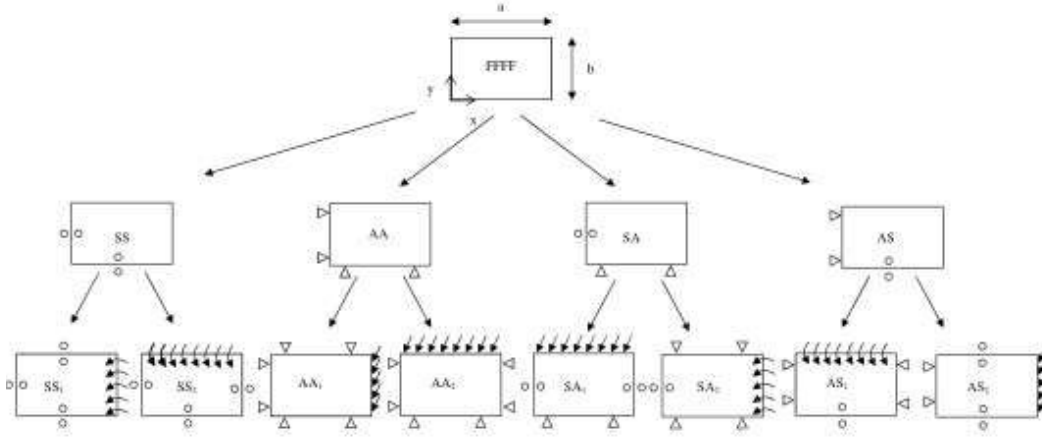 a
FFFF
b
y
x
SS
AA
SA
AS
SS₁
SS₂
AA₁
AA₂
SA₁
SA₂
AS₁
AS₂